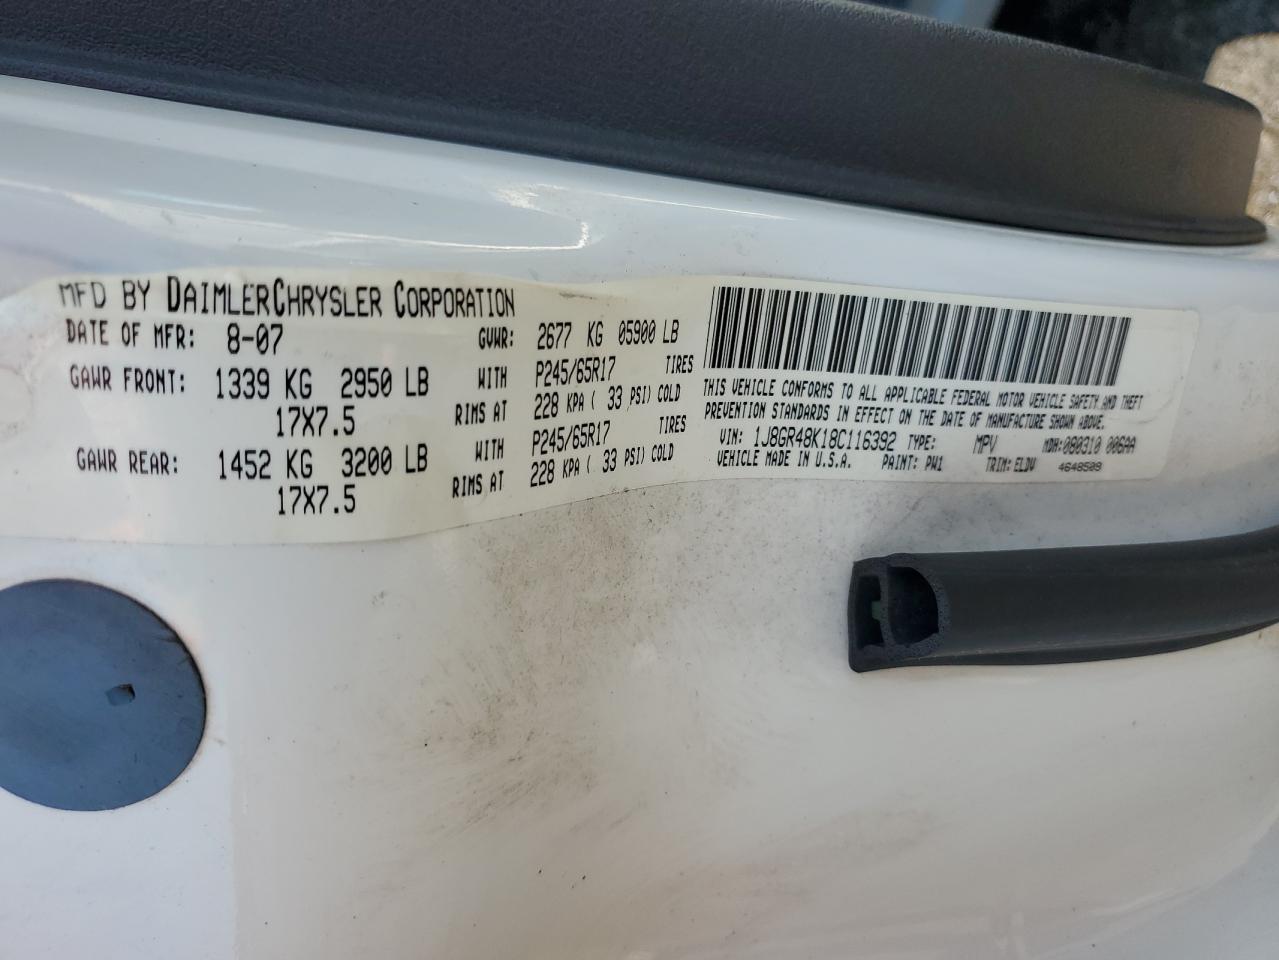 MFD BY DAIMLERCHRYSLER CORPORATION
DATE OF MFR: 8-07 GVWR: 2677 KG 05900 LB
GAWR FRONT: 1339 KG 2950 LB WITH P245/65R17 TIRES
17X7.5 RIMS AT 228 KPA ( 33 PSI) COLD
GAWR REAR: 1452 KG 3200 LB WITH P245/65R17 TIRES
17X7.5 RIMS AT 228 KPA ( 33 PSI) COLD
THIS VEHICLE CONFORMS TO ALL APPLICABLE FEDERAL MOTOR VEHICLE SAFETY AND THEFT
PREVENTION STANDARDS IN EFFECT ON THE DATE OF MANUFACTURE SHOWN ABOVE.
VIN: 1J8GR48K18C116392 TYPE: MPV MDH:080310 006AA
VEHICLE MADE IN U.S.A. PAINT: PW1 TRIM: ELDV 4648509